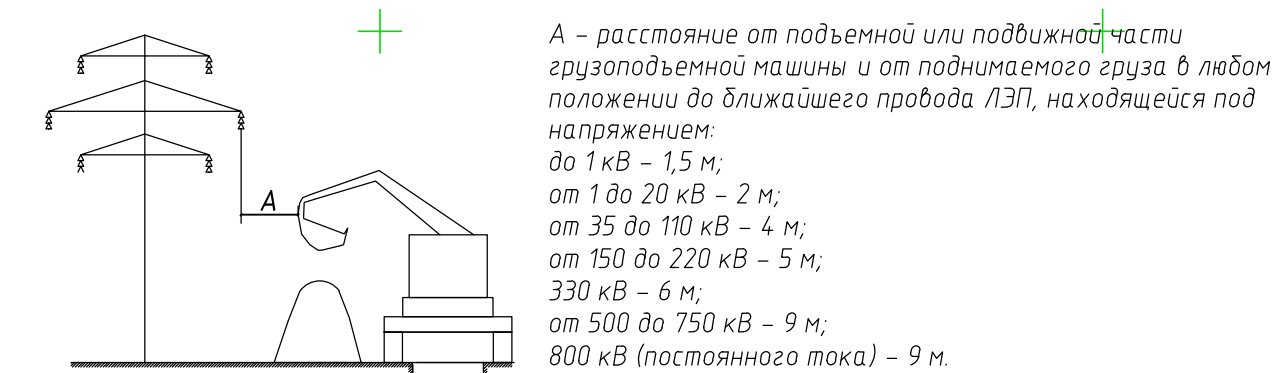 А
А – расстояние от подъемной или подвижной части
грузоподъемной машины и от поднимаемого груза в любом
положении до ближайшего провода ЛЭП, находящейся под
напряжением:
до 1 кВ – 1,5 м;
от 1 до 20 кВ – 2 м;
от 35 до 110 кВ – 4 м;
от 150 до 220 кВ – 5 м;
330 кВ – 6 м;
от 500 до 750 кВ – 9 м;
800 кВ (постоянного тока) – 9 м.